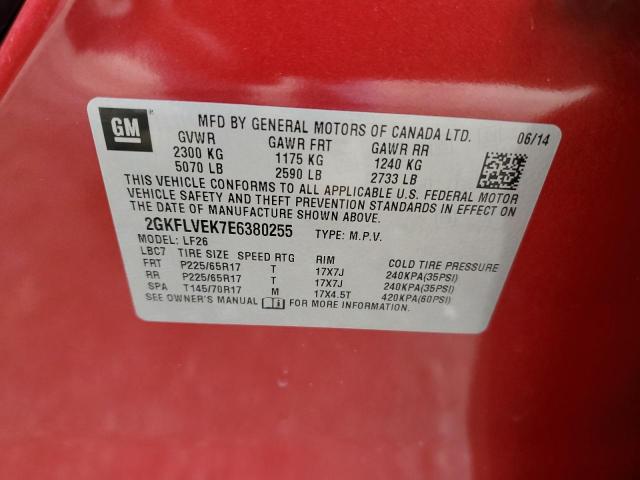 GM
MFD BY GENERAL MOTORS OF CANADA LTD. 06/14
GVWR GAWR FRT GAWR RR
2300 KG 1175 KG 1240 KG
5070 LB 2590 LB 2733 LB
THIS VEHICLE CONFORMS TO ALL APPLICABLE U.S. FEDERAL MOTOR
VEHICLE SAFETY AND THEFT PREVENTION STANDARDS IN EFFECT ON
THE DATE OF MANUFACTURE SHOWN ABOVE.
2GKFLVEK7E6380255 TYPE: M.P.V.
MODEL: LF26
LBC7 TIRE SIZE SPEED RTG RIM COLD TIRE PRESSURE
FRT P225/65R17 T 17X7J 240KPA(35PSI)
RR P225/65R17 T 17X7J 240KPA(35PSI)
SPA T145/70R17 M 17X4.5T 420KPA(60PSI)
SEE OWNER'S MANUAL FOR MORE INFORMATION.